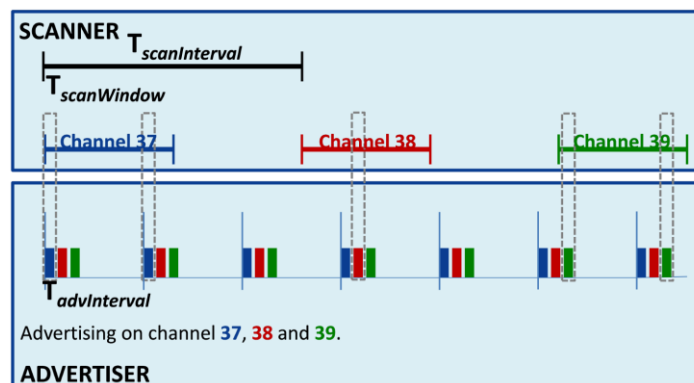 SCANNER
TscanInterval
TscanWindow
Channel 37
Channel 38
Channel 39
TadvInterval
Advertising on channel 37, 38 and 39.
ADVERTISER